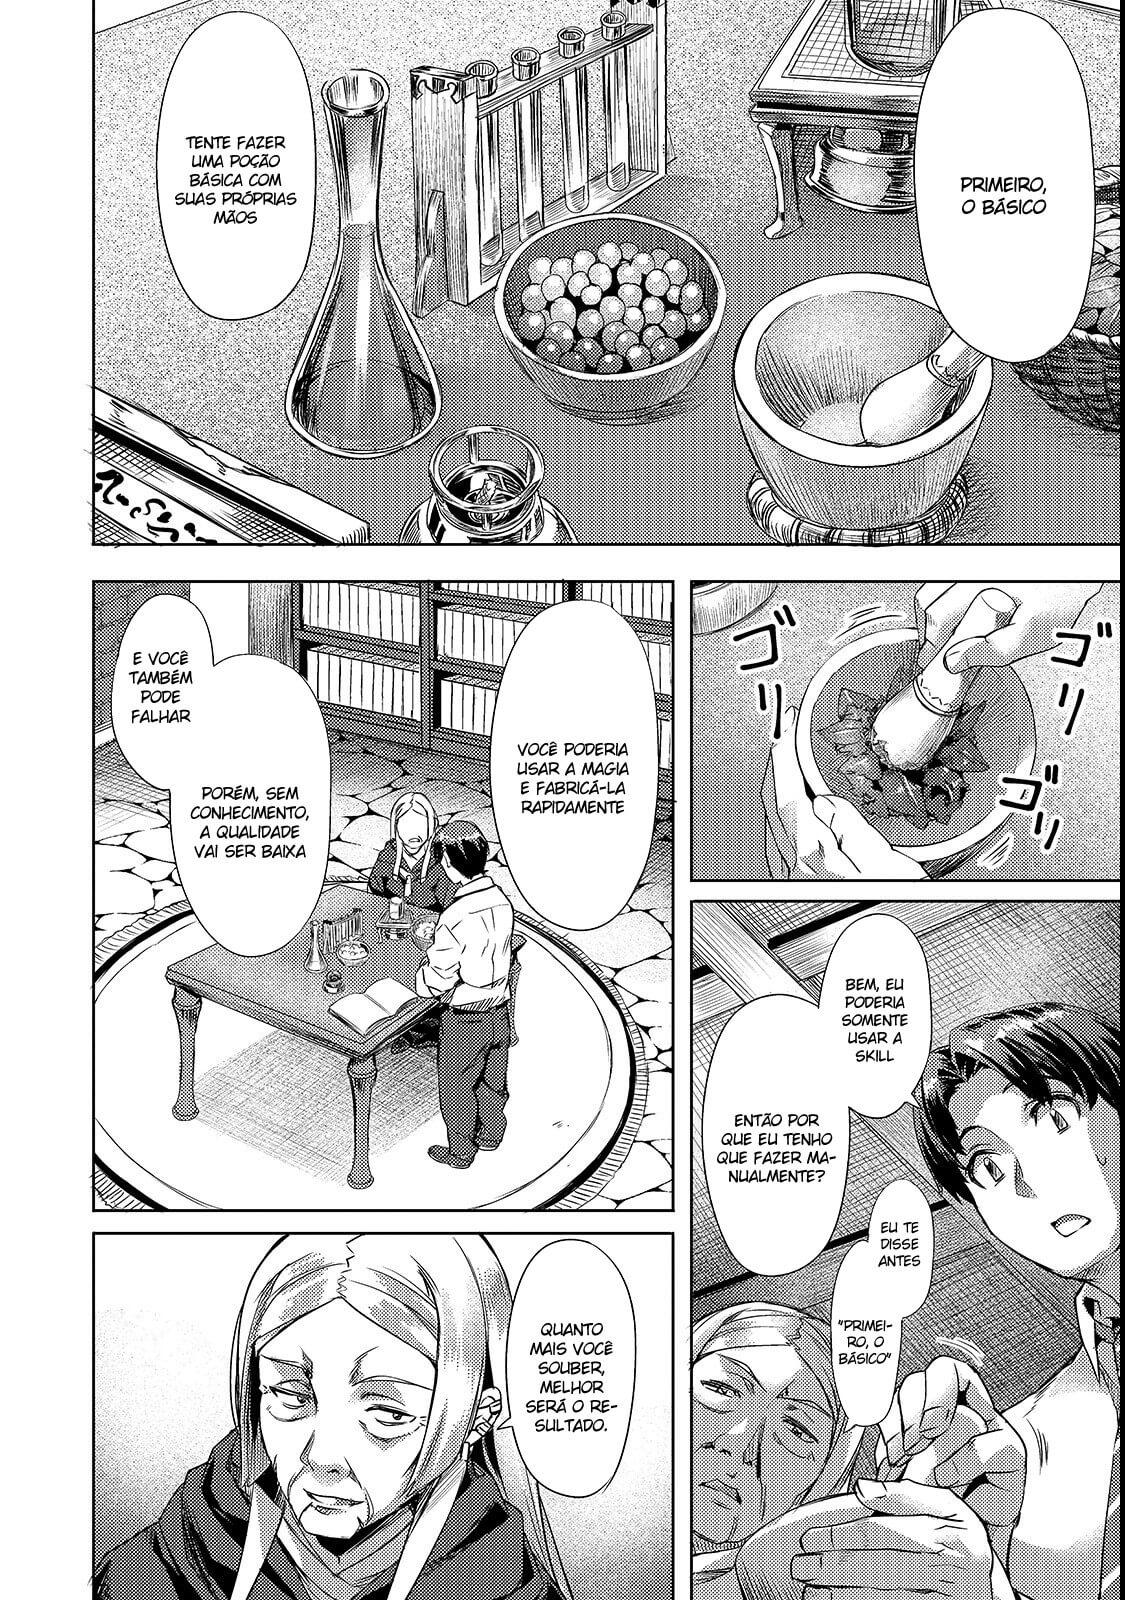 PRIMEIRO,
O BÁSICO
TENTE FAZER
UMA POÇÃO
BÁSICA COM
SUAS PRÓPRIAS
MÃOS
ゴリ
ゴリ
BEM, EU
PODERIA
SOMENTE
USAR A
SKILL
ENTÃO POR
QUE EU TENHO
QUE FAZER MA-
NUALMENTE?
EU TE
DISSE
ANTES
"PRIMEI-
RO, O
BÁSICO"
VOCÊ PODERIA
USAR A MAGIA
E FABRICÁ-LA
RAPIDAMENTE
E VOCÊ
TAMBÉM
PODE
FALHAR
PORÉM, SEM
CONHECIMENTO,
A QUALIDADE
VAI SER BAIXA
QUANTO
MAIS VOCÊ
SOUBER,
MELHOR
SERÁ O RE-
SULTADO.